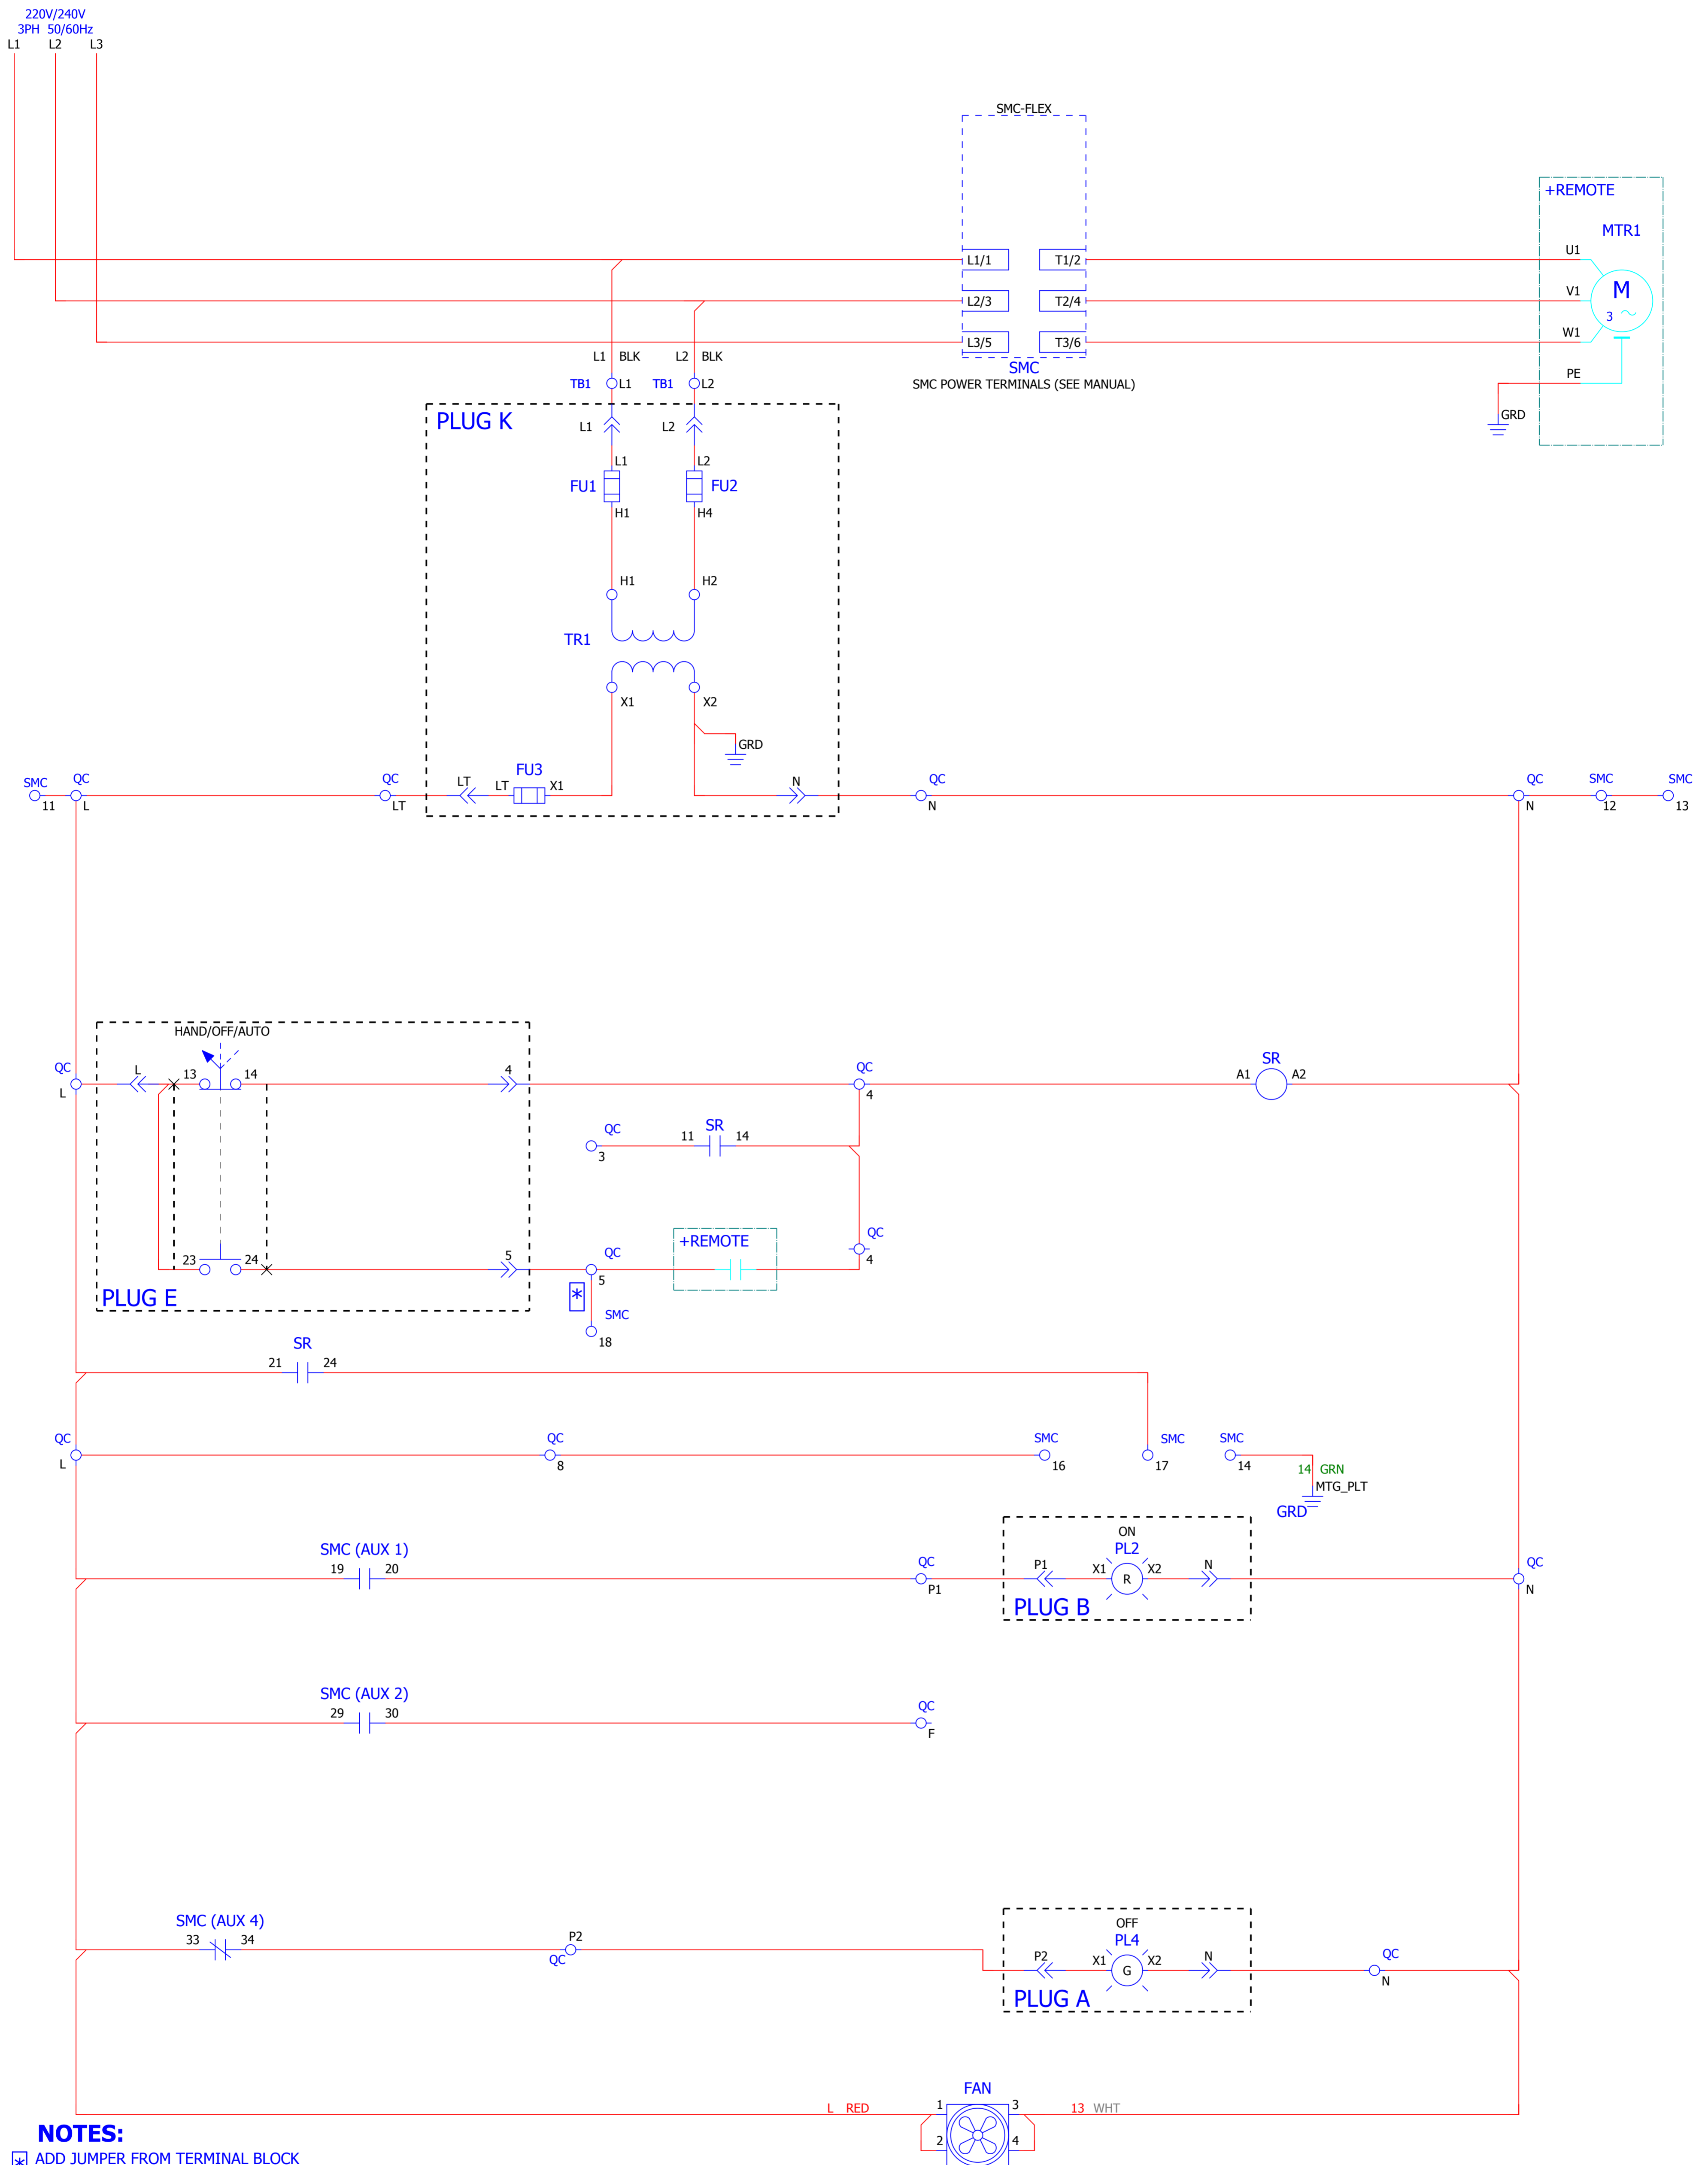 220V/240V
3PH 50/60Hz
L1 L2 L3
SMC-FLEX
+REMOTE
MTR1
L1/1 T1/2 U1
L2/3 T2/4 V1 M
3
L3/5 T3/6 W1
SMC
SMC POWER TERMINALS (SEE MANUAL)
PE
GRD
L1 BLK L2 BLK
TB1 L1 TB1 L2
PLUG K
L1 L2
L1 L2
FU1 FU2
H1 H4
H1 H2
TR1
X1 X2
GRD
SMC QC QC LT LT FU3 X1 N QC QC SMC SMC
11 L LT N N 12 13
HAND/OFF/AUTO
QC L 13 14 4 QC A1 SR A2
L 4
QC 11 SR 14
3
+REMOTE QC
4
23 24 5 QC
5
PLUG E * SMC
18
SR
21 24
QC QC SMC SMC SMC
L 8 16 17 14
14 GRN
MTG_PLT
GRD
SMC (AUX 1)
19 20
ON
PL2
QC P1 X1 R X2 N QC
P1 N
PLUG B
SMC (AUX 2)
29 30 QC
F
SMC (AUX 4)
33 34 P2
QC
OFF
PL4
P2 X1 G X2 N QC
N
PLUG A
FAN
L RED 1 3 13 WHT
2 4
NOTES:
* ADD JUMPER FROM TERMINAL BLOCK